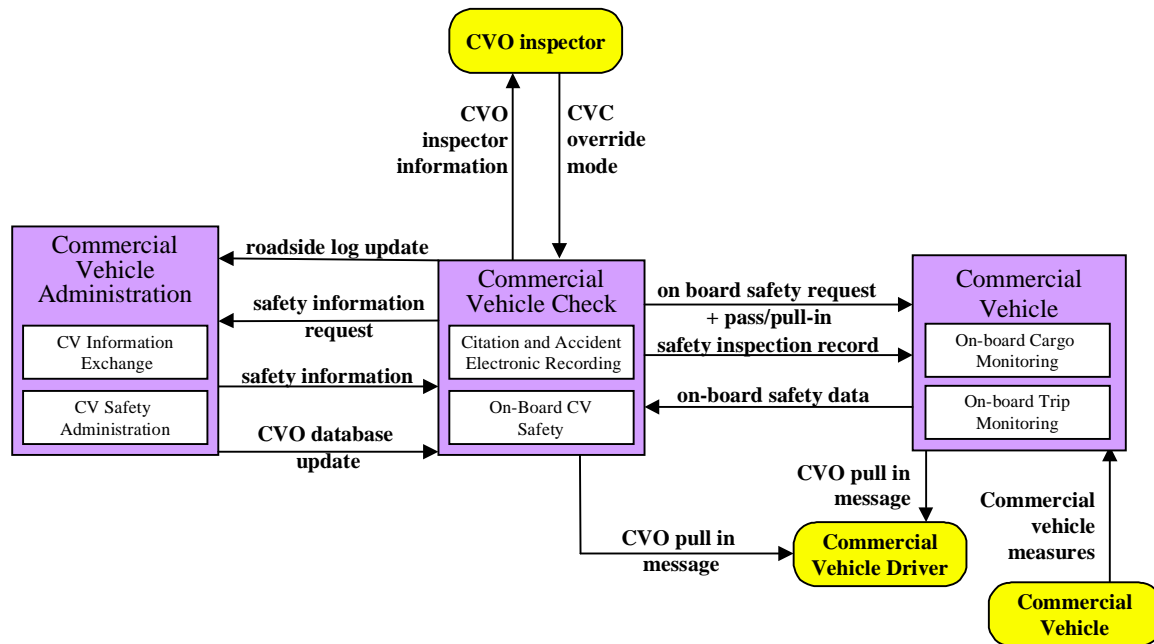 CVO inspector
CVO
inspector
information
CVC
override
mode
Commercial
Vehicle
Administration
CV Information
Exchange
CV Safety
Administration
roadside log update
safety information
request
safety information
CVO database
update
Commercial
Vehicle Check
Citation and Accident
Electronic Recording
On-Board CV
Safety
on board safety request
+ pass/pull-in
safety inspection record
on-board safety data
Commercial
Vehicle
On-board Cargo
Monitoring
On-board Trip
Monitoring
CVO pull in
message
CVO pull in
message
Commercial
Vehicle Driver
Commercial
vehicle
measures
Commercial
Vehicle